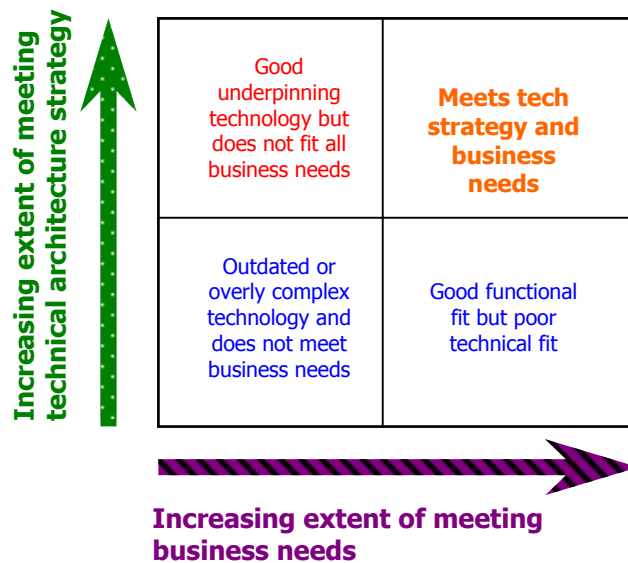 Increasing extent of meeting
technical architecture strategy
Good
underpinning
technology but
does not fit all
business needs
Meets tech
strategy and
business
needs
Outdated or
overly complex
technology and
does not meet
business needs
Good functional
fit but poor
technical fit
Increasing extent of meeting
business needs